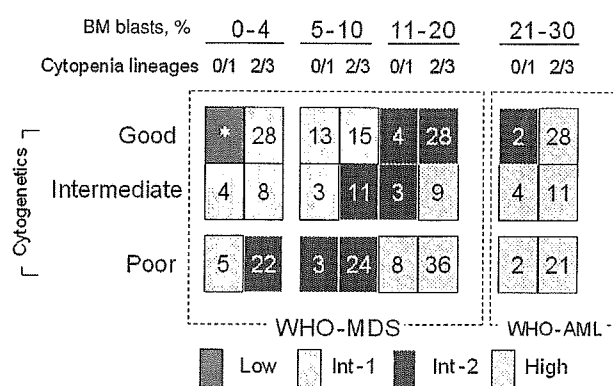 BM blasts, % 0-4 5-10 11-20 21-30
Cytopenia lineages 0/1 2/3 0/1 2/3 0/1 2/3 0/1 2/3
Cytogenetics
Good * 28 13 15 4 28 2 28
Intermediate 4 8 3 11 3 9 4 11
Poor 5 22 3 24 8 36 2 21
WHO-MDS WHO-AML
Low Int-1 Int-2 High